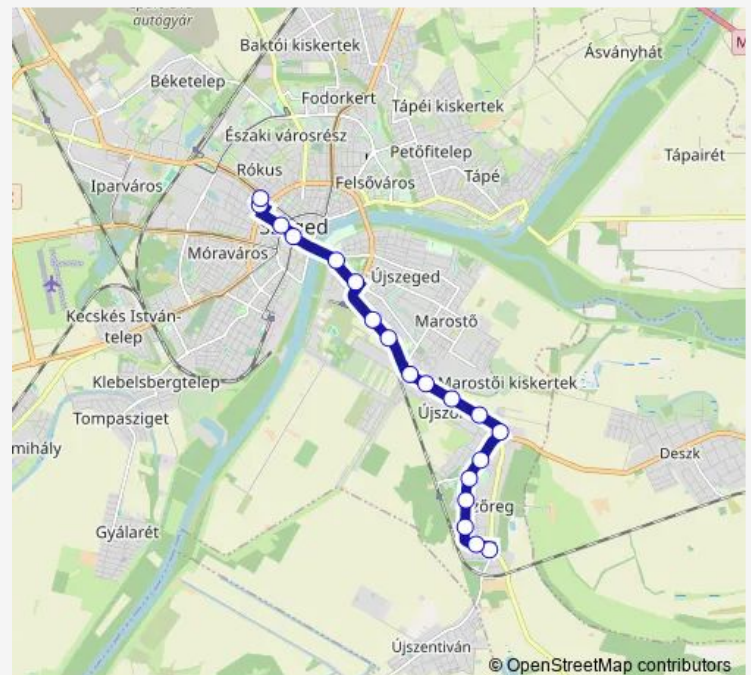 autógyár
Baktói kiskertek
Ásványhát
M
Béketelep
Fodorkert
Tápéi kiskertek
Északi városrész
Petőfitelep
Tápairét
Rókus
Iparváros
Felsőváros
Tápé
Móraváros
Újszeged
Kecskés István-
telep
Marostő
Klebelsbergtelep
Marostői kiskertek
Tompasziget
mihály
Deszk
Gyálarét
Újszentiván
© OpenStreetMap contributors